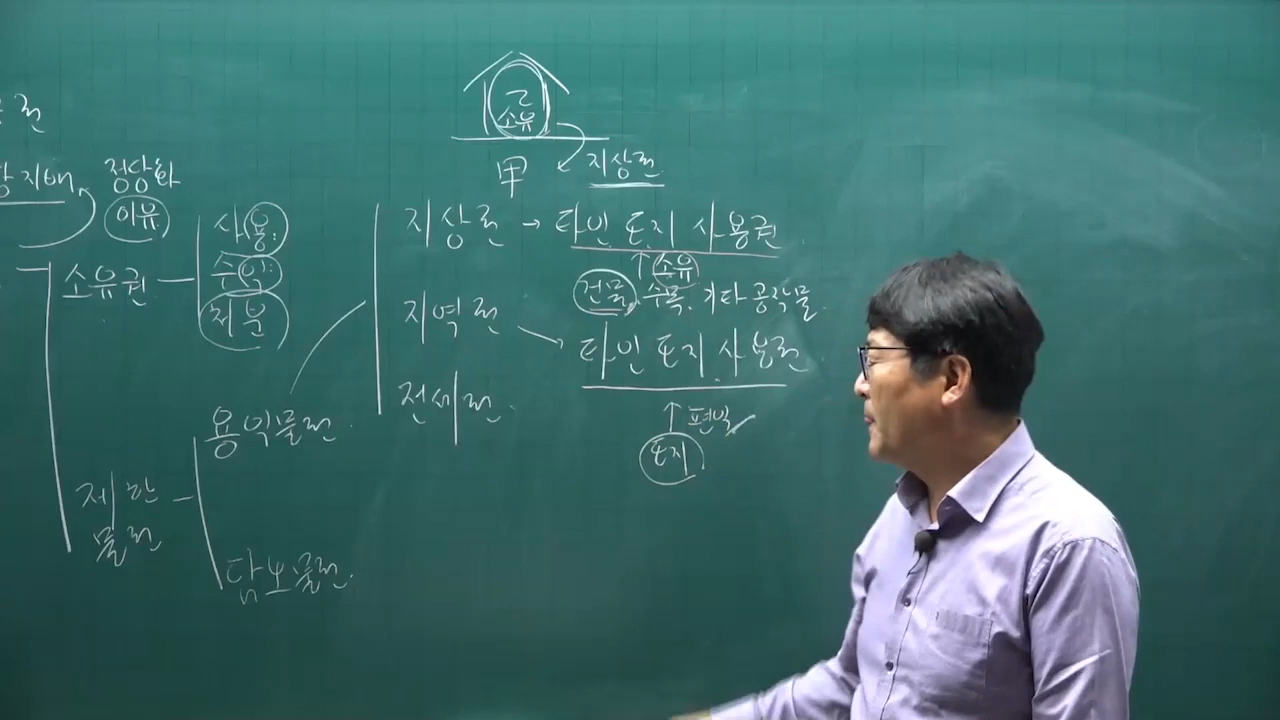 소유
甲
지상권
지배
정상화
이유
소유권
사용
수익
처분
지상권 → 타인 토지 사용권
소유
건물, 수목, 기타 공작물
지역권
타인 토지 사용권
전세권
편익
토지
용익물권
제한
물권
담보물권